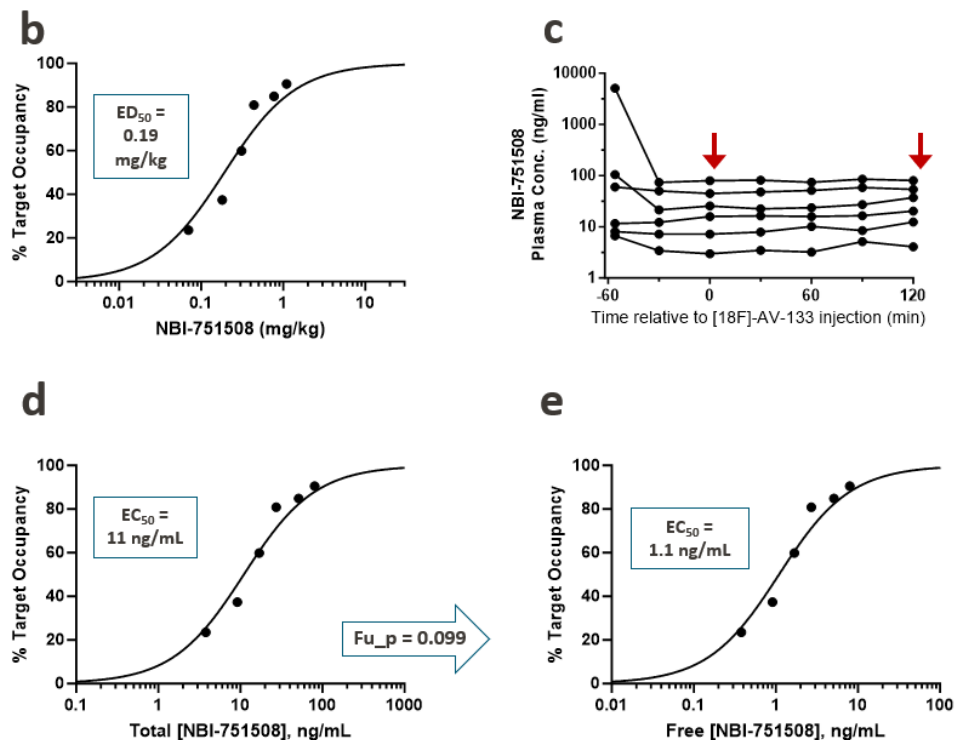 b
100
80
60
40
20
0
% Target Occupancy
ED₅₀ =
0.19
mg/kg
0.01
0.1
1
10
NBI-751508 (mg/kg)
c
10000
1000
100
10
1
NBI-751508
Plasma Conc. (ng/ml)
-60
0
60
120
Time relative to [18F]-AV-133 injection (min)
d
100
80
60
40
20
0
% Target Occupancy
EC₅₀ =
11 ng/mL
Fu_p = 0.099
0.1
1
10
100
1000
Total [NBI-751508], ng/mL
e
100
80
60
40
20
0
% Target Occupancy
EC₅₀ =
1.1 ng/mL
0.01
0.1
1
10
100
Free [NBI-751508], ng/mL